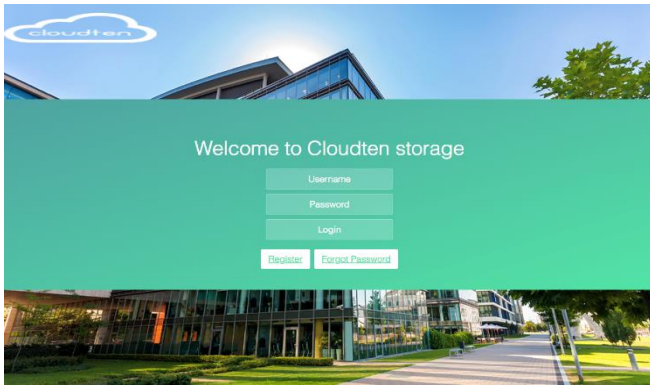 cloudten
Welcome to Cloudten storage
Username
Password
Login
Register Forgot Password